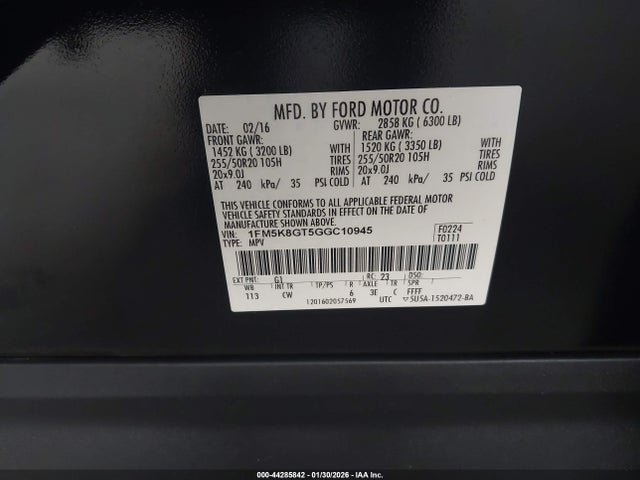 MFD. BY FORD MOTOR CO.
DATE: 02/16 GVWR: 2858 KG ( 6300 LB)
FRONT GAWR: REAR GAWR:
1452 KG ( 3200 LB) 1520 KG ( 3350 LB)
255/50R20 105H TIRES 255/50R20 105H TIRES
20x9.0J RIMS 20x9.0J RIMS
AT 240 kPa/ 35 PSI COLD AT 240 kPa/ 35 PSI COLD
THIS VEHICLE CONFORMS TO ALL APPLICABLE FEDERAL MOTOR
VEHICLE SAFETY STANDARDS IN EFFECT ON THE DATE OF
MANUFACTURE SHOWN ABOVE.
VIN: 1FM5K8GT5GGC10945 F0224
TYPE: MPV T0111
EXT PNT: G1 RC: 23 DSO:
WB INT TR TP/PS R AXLE TR SPR
113 CW 6 3E C FFFF
1201602057569 UTC ▽5U5A-1520472-BA
000-44285842 | 01/30/2026 | IAA Inc.